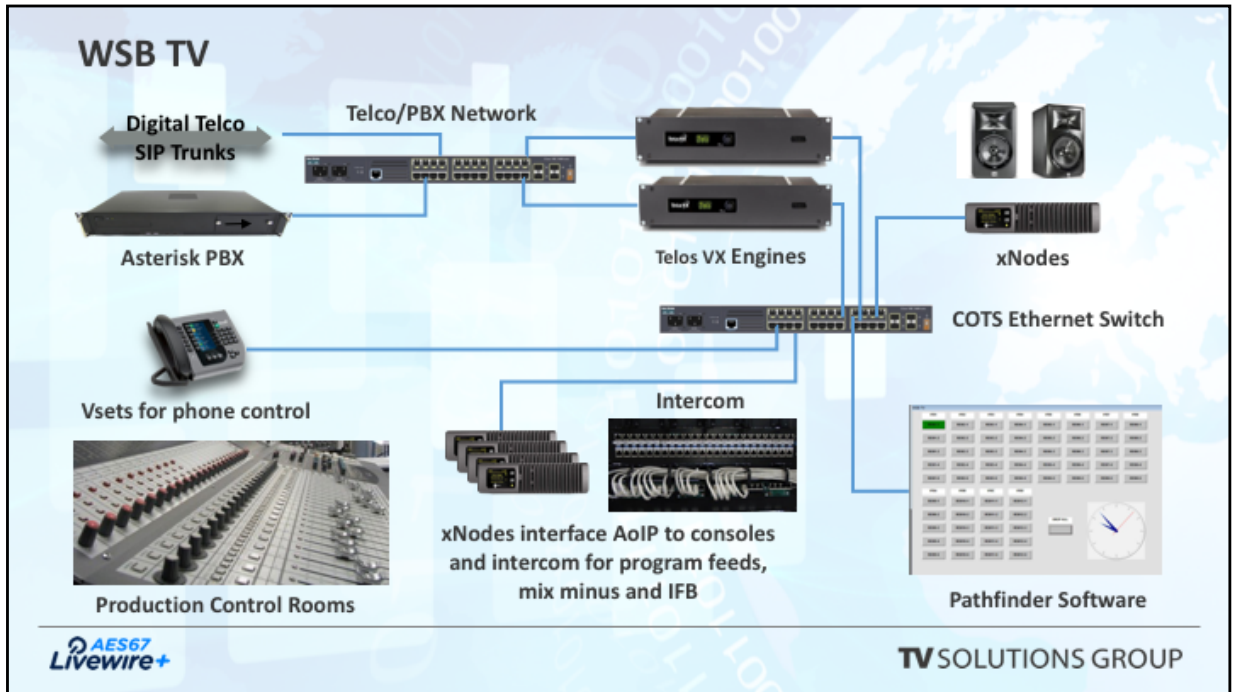 WSB TV
Digital Telco
SIP Trunks
Telco/PBX Network
Asterisk PBX
Telos VX Engines
xNodes
COTS Ethernet Switch
Vsets for phone control
Intercom
xNodes interface AoIP to consoles
and intercom for program feeds,
mix minus and IFB
Production Control Rooms
Pathfinder Software
AES67
Livewire+
TV SOLUTIONS GROUP